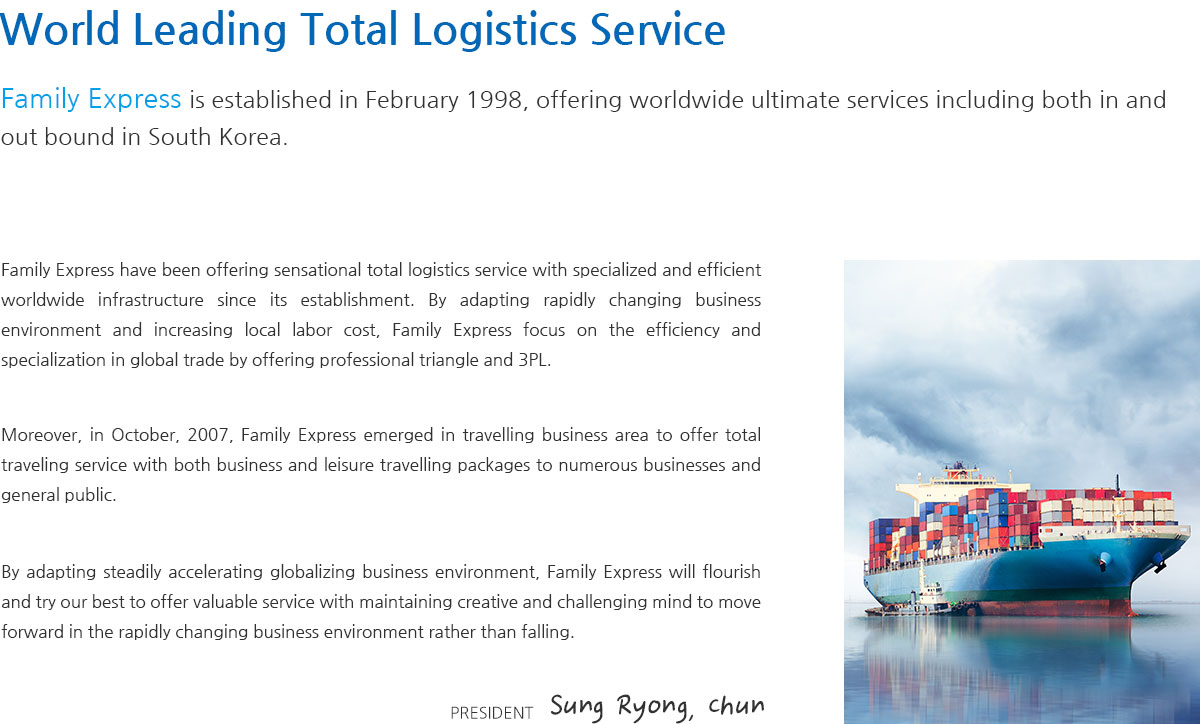 World Leading Total Logistics Service
Family Express is established in February 1998, offering worldwide ultimate services including both in and
out bound in South Korea.
Family Express have been offering sensational total logistics service with specialized and efficient
worldwide infrastructure since its establishment. By adapting rapidly changing business
environment and increasing local labor cost, Family Express focus on the efficiency and
specialization in global trade by offering professional triangle and 3PL.
Moreover, in October, 2007, Family Express emerged in travelling business area to offer total
traveling service with both business and leisure travelling packages to numerous businesses and
general public.
By adapting steadily accelerating globalizing business environment, Family Express will flourish
and try our best to offer valuable service with maintaining creative and challenging mind to move
forward in the rapidly changing business environment rather than falling.
PRESIDENT Sung Ryong, chun